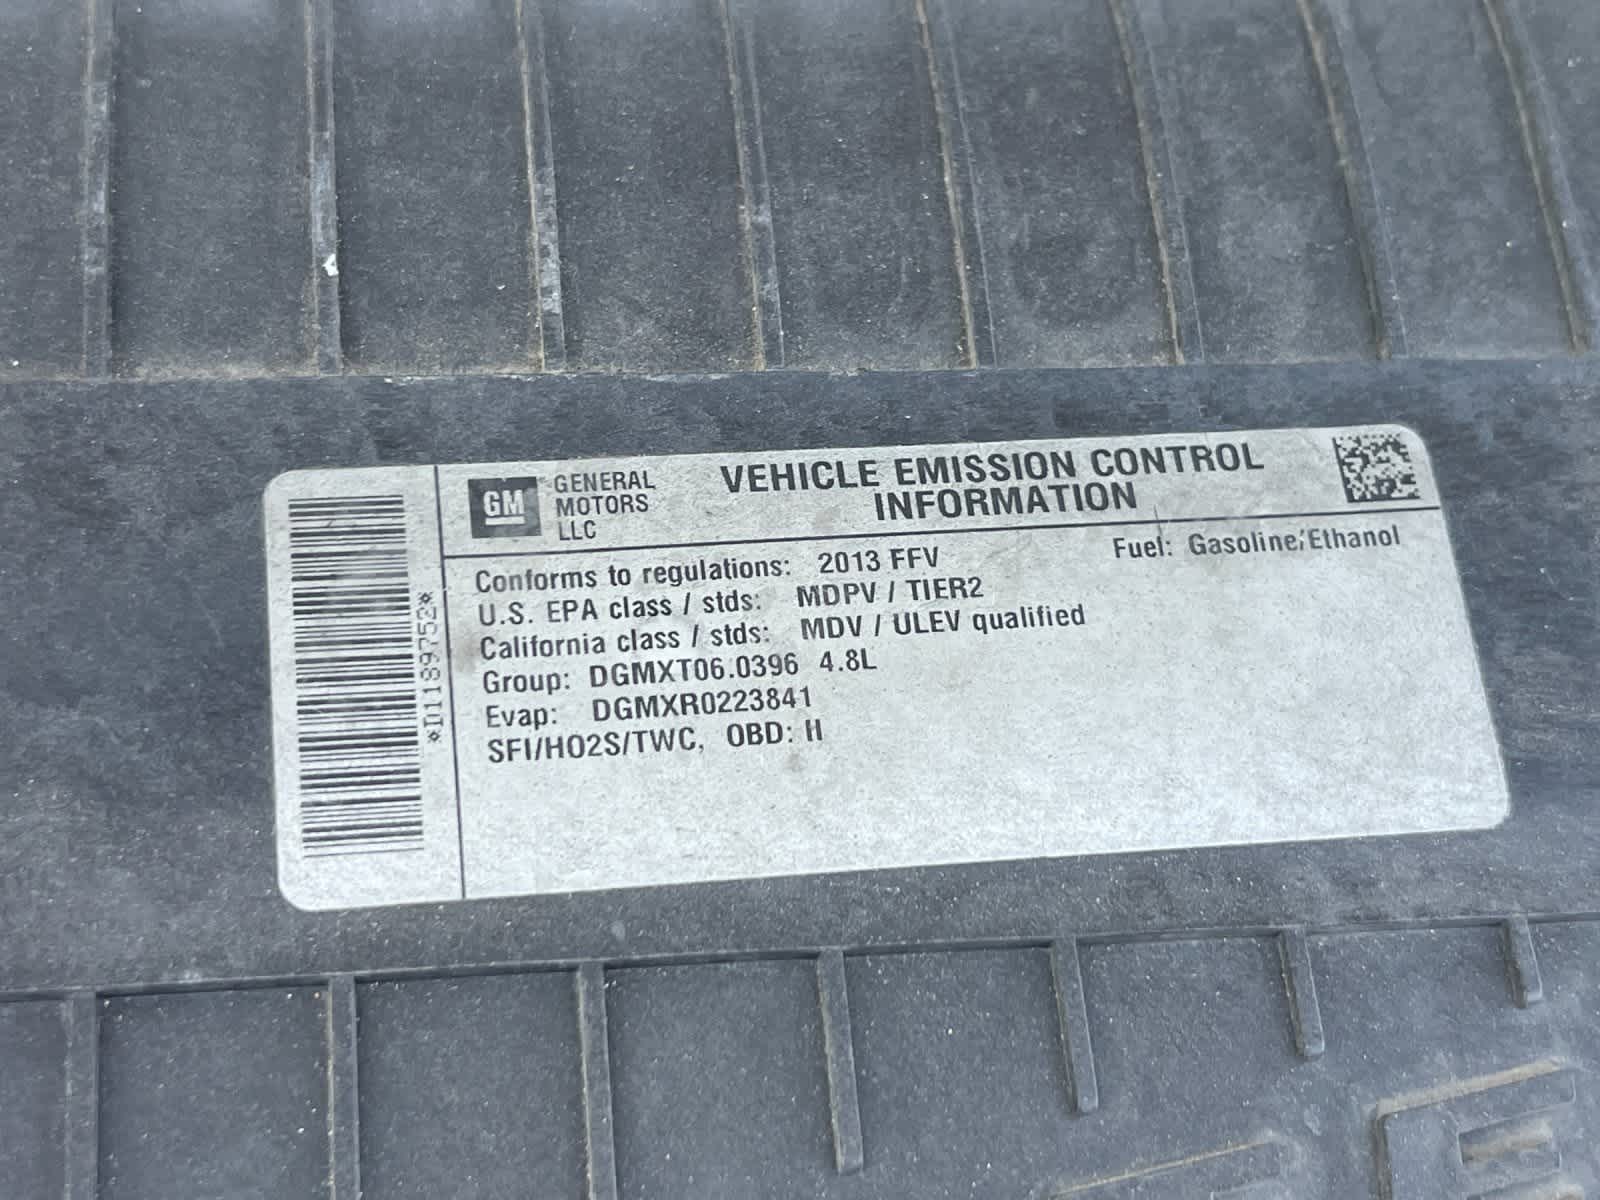 GM
GENERAL
MOTORS
LLC
VEHICLE EMISSION CONTROL
INFORMATION
Conforms to regulations: 2013 FFV
Fuel: Gasoline/Ethanol
U.S. EPA class / stds: MDPV / TIER2
California class / stds: MDV / ULEV qualified
Group: DGMXT06.0396 4.8L
Evap: DGMXR0223841
SFI/HO2S/TWC, OBD: H
*D1189752*